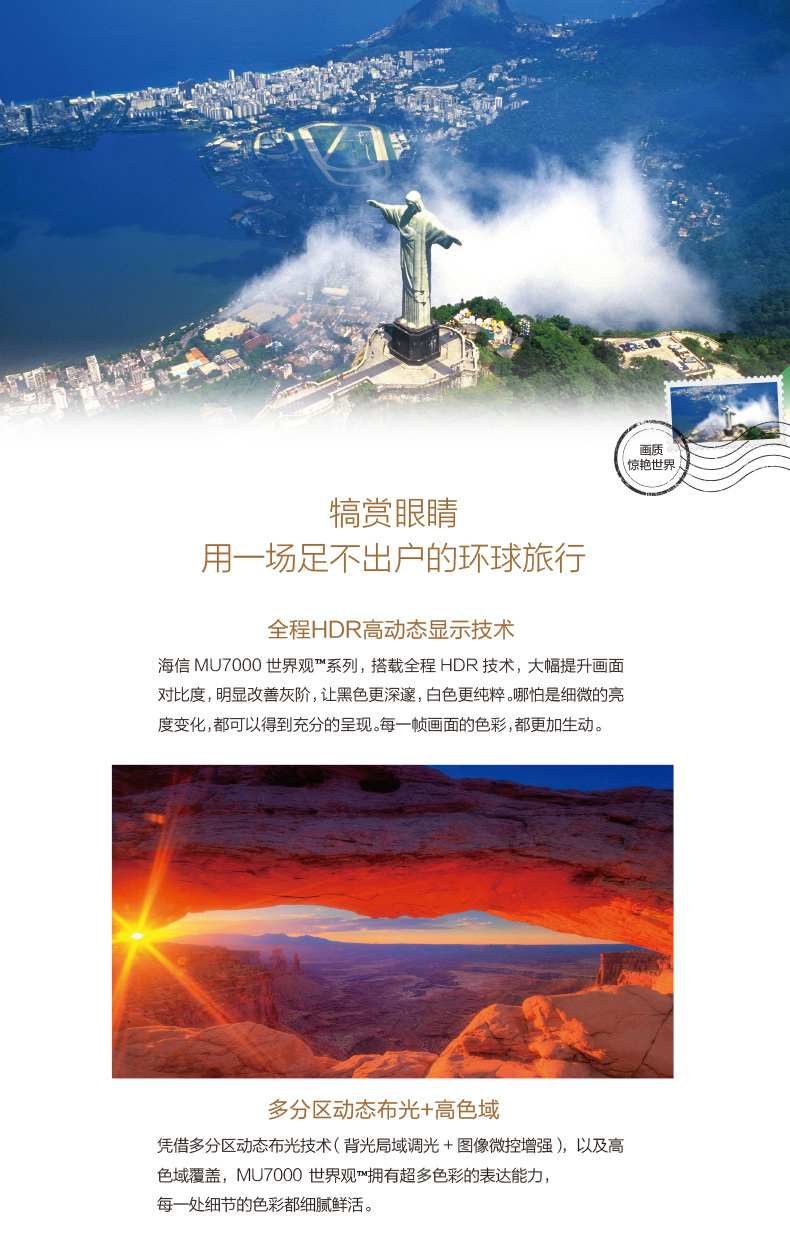 画质
惊艳世界
犒赏眼睛
用一场足不出户的环球旅行
全程HDR高动态显示技术
海信 MU7000 世界观™系列，搭载全程 HDR 技术，大幅提升画面
对比度，明显改善灰阶，让黑色更深邃，白色更纯粹。哪怕是细微的亮
度变化，都可以得到充分的呈现。每一帧画面的色彩，都更加生动。
多分区动态布光+高色域
凭借多分区动态布光技术（背光局域调光 + 图像微控增强），以及高
色域覆盖，MU7000 世界观™拥有超多色彩的表达能力，
每一处细节的色彩都细腻鲜活。